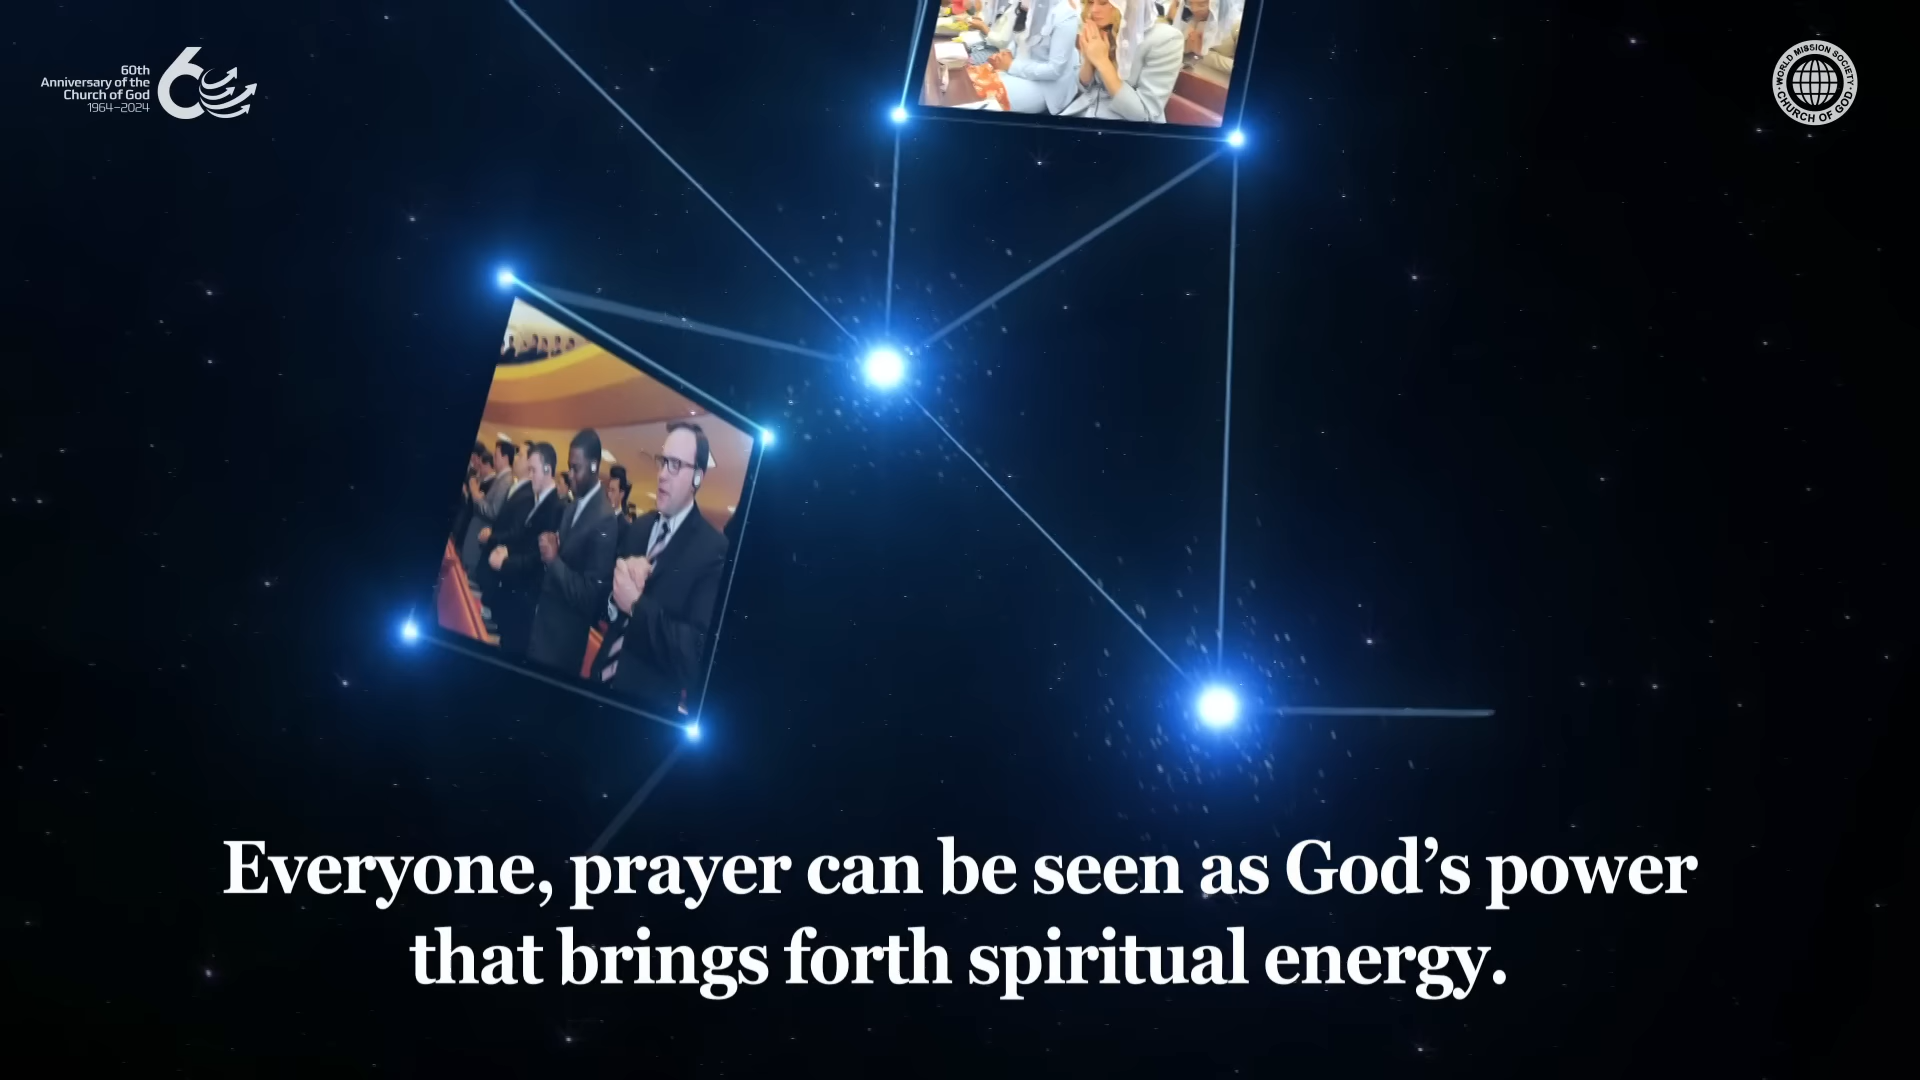 60th
Anniversary of the
Church of God
1964–2024
60
WORLD MISSION SOCIETY
CHURCH OF GOD
Everyone, prayer can be seen as God’s power
that brings forth spiritual energy.